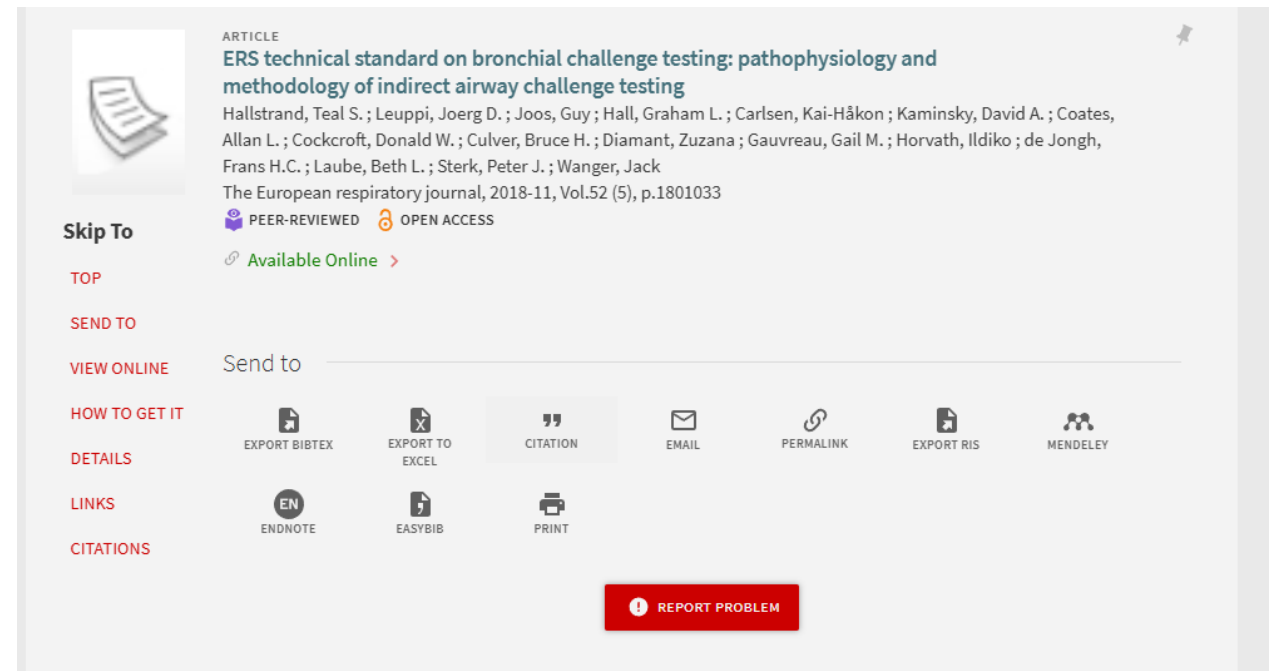 ARTICLE
ERS technical standard on bronchial challenge testing: pathophysiology and
methodology of indirect airway challenge testing
Hallstrand, Teal S. ; Leuppi, Joerg D. ; Joos, Guy ; Hall, Graham L. ; Carlsen, Kai-Håkon ; Kaminsky, David A. ; Coates,
Allan L. ; Cockcroft, Donald W. ; Culver, Bruce H. ; Diamant, Zuzana ; Gauvreau, Gail M. ; Horvath, Ildiko ; de Jongh,
Frans H.C. ; Laube, Beth L. ; Sterk, Peter J. ; Wanger, Jack
The European respiratory journal, 2018-11, Vol.52 (5), p.1801033
PEER-REVIEWED OPEN ACCESS
Available Online >
Skip To
TOP
SEND TO
VIEW ONLINE
HOW TO GET IT
DETAILS
LINKS
CITATIONS
Send to
EXPORT BIBTEX
EXPORT TO
EXCEL
CITATION
EMAIL
PERMALINK
EXPORT RIS
MENDELEY
EN
ENDNOTE
EASYBIB
PRINT
REPORT PROBLEM